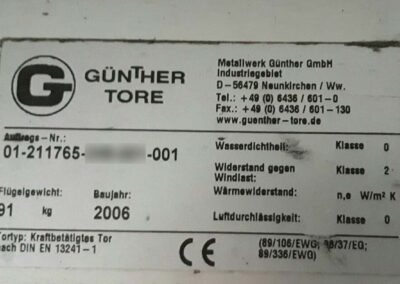 G GÜNTHER
TORE
Metallwerk Günther GmbH
Industriegebiet
D-56479 Neunkirchen / Ww.
Tel.: +49 (0) 6436 / 601-0
Fax.: +49 (0) 6436 / 601-130
www.guenther-tore.de
Auftrags-Nr.:
01-211765- -001
Flügelgewicht: Baujahr:
91 kg 2006
Wasserdichtheit: Klasse 0
Widerstand gegen Klasse 2
Windlast:
Wärmewiderstand: n,e W/m² K
Luftdurchlässigkeit: Klasse 0
Tortyp: Kraftbetätigtes Tor
nach DIN EN 13241-1
CE
(89/106/EWG; 98/37/EG;
89/336/EWG)